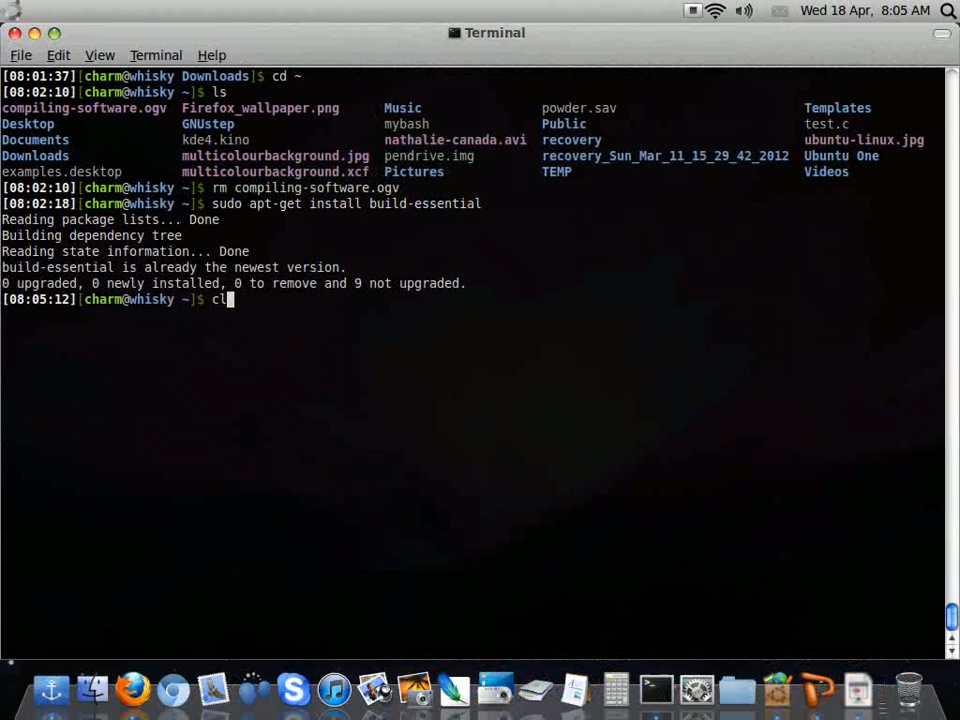 Wed 18 Apr, 8:05 AM
Terminal
File Edit View Terminal Help
[08:01:37][charm@whisky Downloads]$ cd ~
[08:02:10][charm@whisky ~]$ ls
compiling-software.ogv Firefox_wallpaper.png Music powder.sav Templates
Desktop GNUstep mybash Public test.c
Documents kde4.kino nathalie-canada.avi recovery ubuntu-linux.jpg
Downloads multicolourbackground.jpg pendrive.img recovery_Sun_Mar_11_15_29_42_2012 Ubuntu One
examples.desktop multicolourbackground.xcf Pictures TEMP Videos
[08:02:10][charm@whisky ~]$ rm compiling-software.ogv
[08:02:18][charm@whisky ~]$ sudo apt-get install build-essential
Reading package lists... Done
Building dependency tree
Reading state information... Done
build-essential is already the newest version.
0 upgraded, 0 newly installed, 0 to remove and 9 not upgraded.
[08:05:12][charm@whisky ~]$ cl